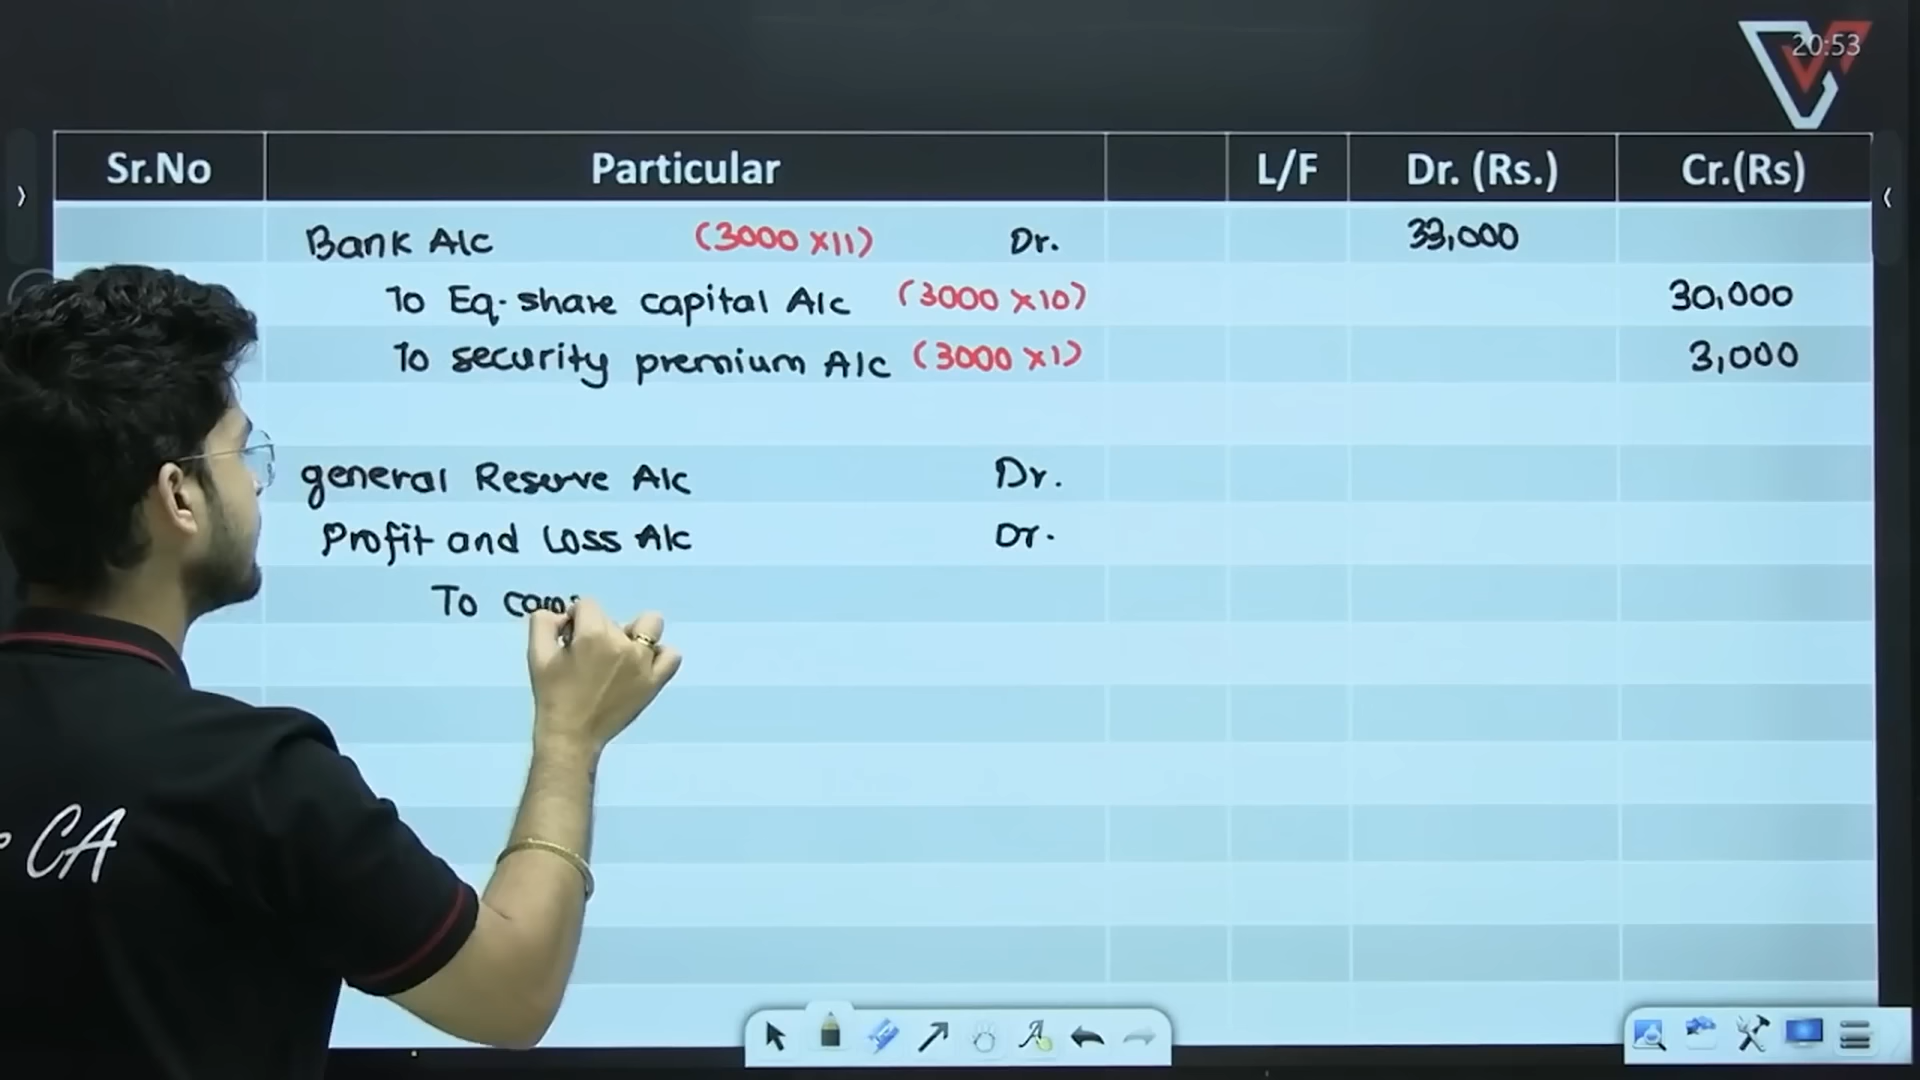 20:53
Sr.No Particular L/F Dr. (Rs.) Cr.(Rs)
Bank A/c (3000 x11) Dr. 33,000
To Eq. share capital A/c (3000 x10) 30,000
To security premium A/c (3000 x1) 3,000
general Reserve A/c Dr.
Profit and Loss A/c Dr.
To
CA